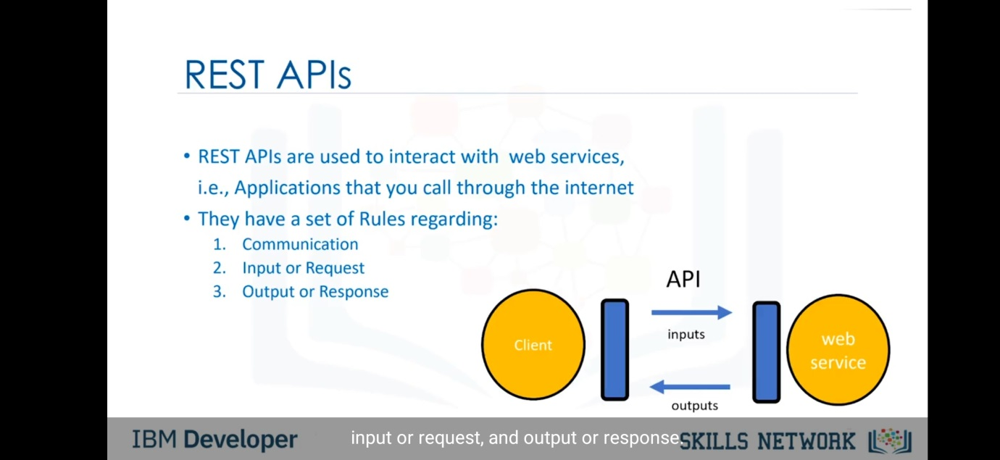 REST APIs
• REST APIs are used to interact with web services,
i.e., Applications that you call through the internet
• They have a set of Rules regarding:
1. Communication
2. Input or Request
3. Output or Response
API
inputs
Client
web
service
outputs
IBM Developer
input or request, and output or response.
SKILLS NETWORK